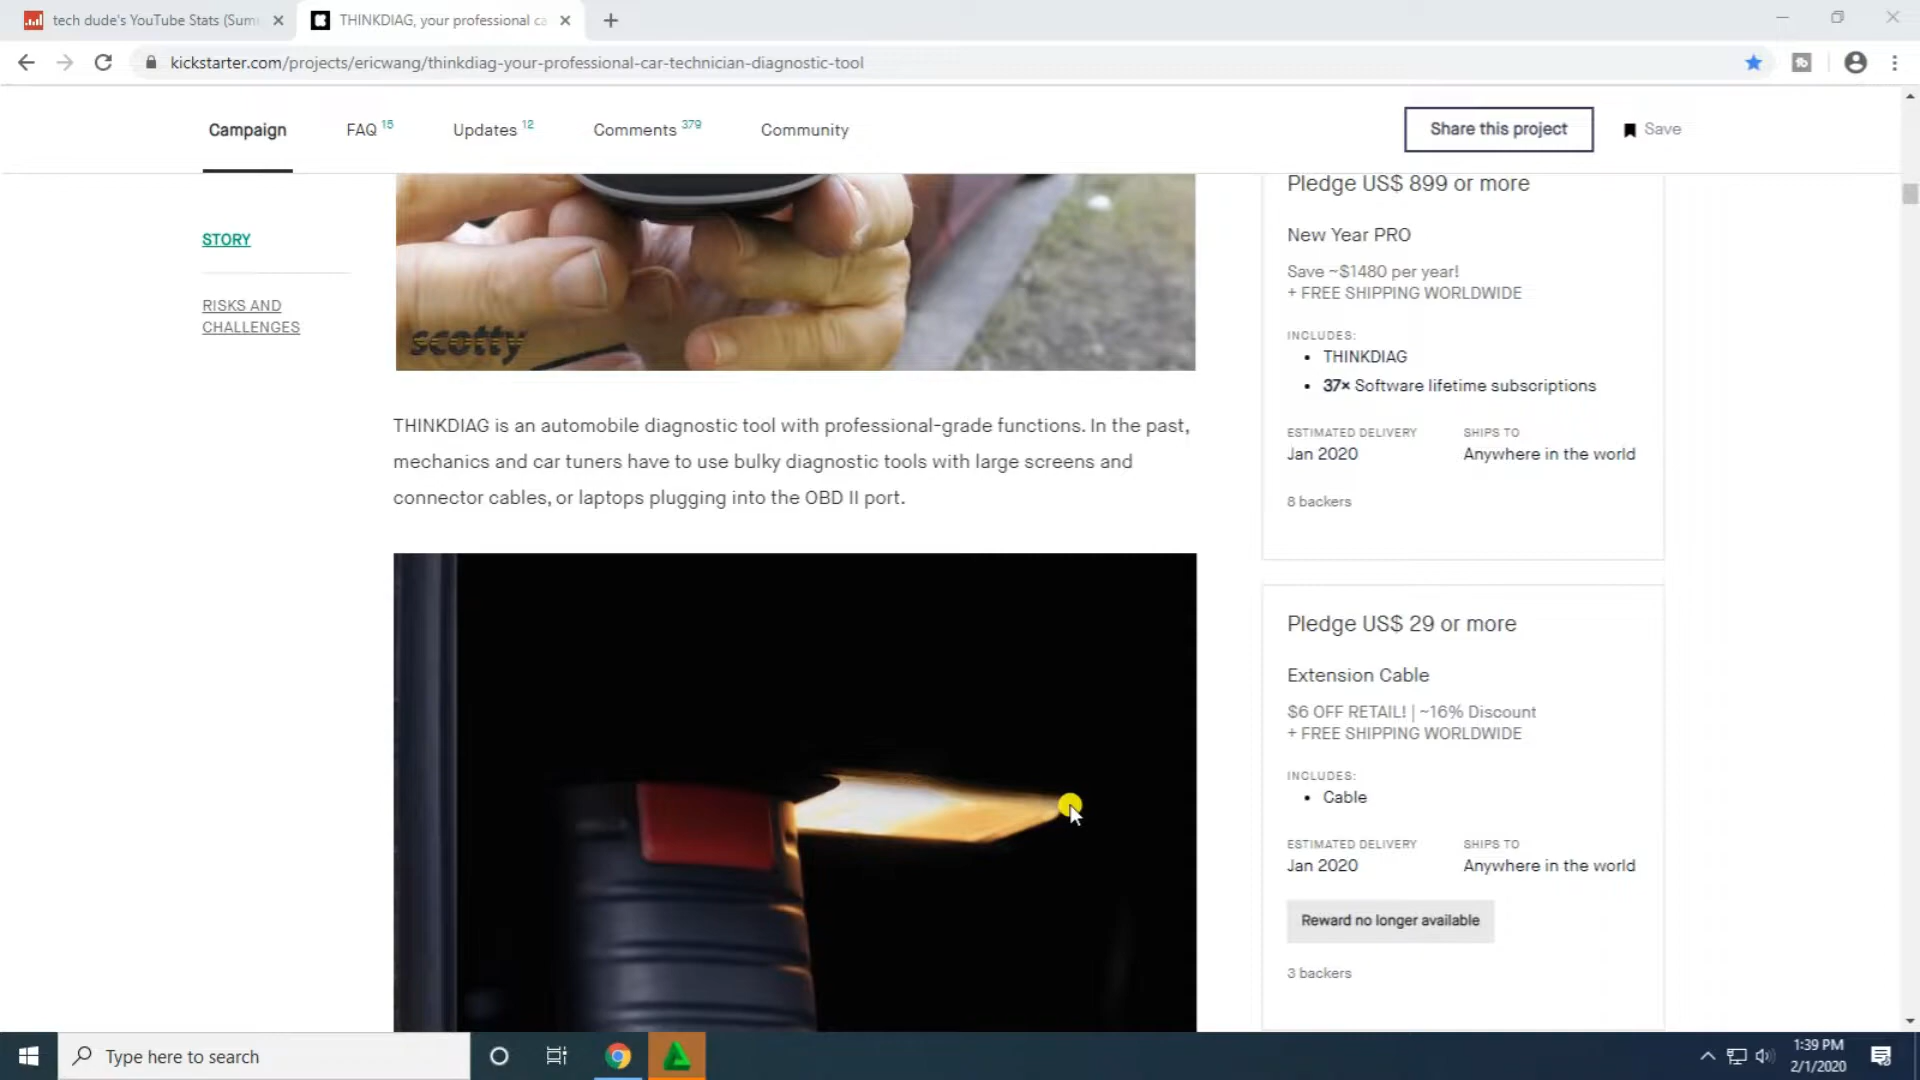 tech dude's YouTube Stats (Sum
THINKDIAG, your professional ca
kickstarter.com/projects/ericwang/thinkdiag-your-professional-car-technician-diagnostic-tool
Campaign
FAQ 15
Updates 12
Comments 379
Community
Share this project
Save
STORY
RISKS AND
CHALLENGES
scotty
THINKDIAG is an automobile diagnostic tool with professional-grade functions. In the past,
mechanics and car tuners have to use bulky diagnostic tools with large screens and
connector cables, or laptops plugging into the OBD II port.
Pledge US$ 899 or more
New Year PRO
Save ~$1480 per year!
+ FREE SHIPPING WORLDWIDE
INCLUDES:
• THINKDIAG
• 37× Software lifetime subscriptions
ESTIMATED DELIVERY
SHIPS TO
Jan 2020
Anywhere in the world
8 backers
Pledge US$ 29 or more
Extension Cable
$6 OFF RETAIL! | ~16% Discount
+ FREE SHIPPING WORLDWIDE
INCLUDES:
• Cable
ESTIMATED DELIVERY
SHIPS TO
Jan 2020
Anywhere in the world
Reward no longer available
3 backers
Type here to search
1:39 PM
2/1/2020